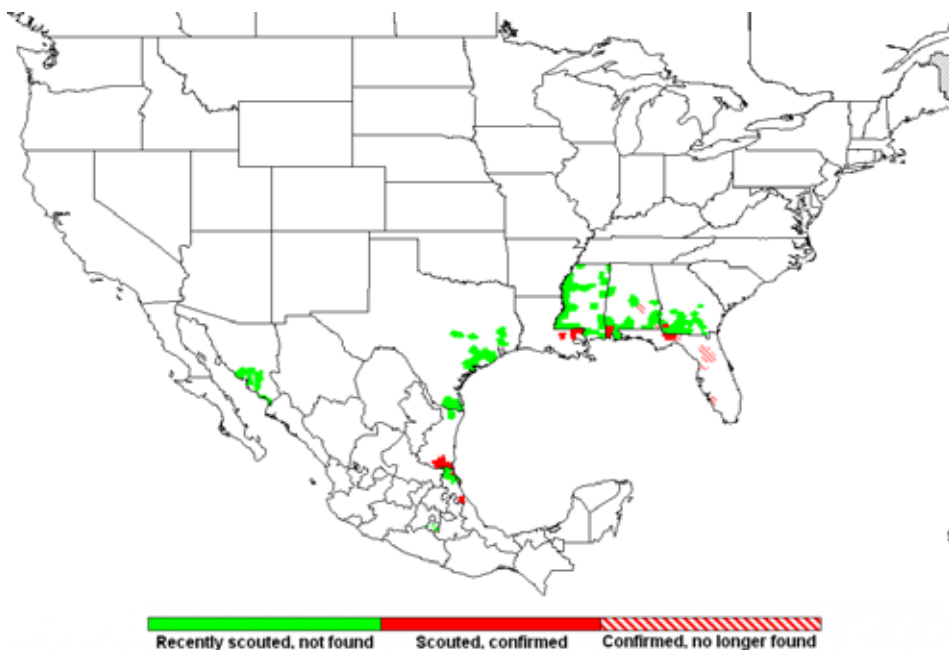 Recently scouted, not found
Scouted, confirmed
Confirmed, no longer found